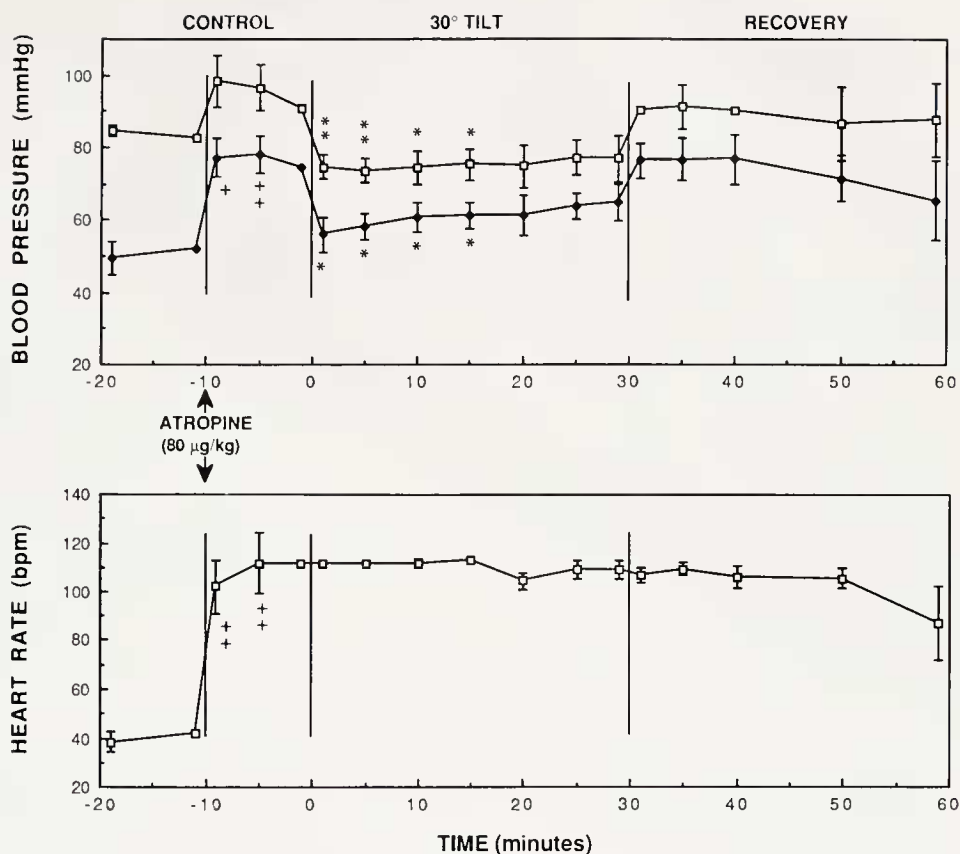 CONTROL 30° TILT RECOVERY
BLOOD PRESSURE (mmHg)
100
80
60
40
20
-20 -10 0 10 20 30 40 50 60
** ** * *
+ ++
* * * *
ATROPINE
(80 μg/kg)
HEART RATE (bpm)
140
120
100
80
60
40
20
++ ++
-20 -10 0 10 20 30 40 50 60
TIME (minutes)